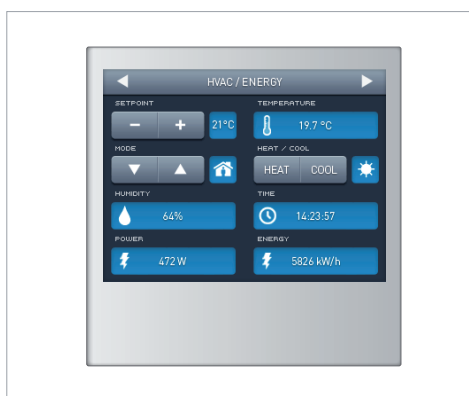 HVAC / ENERGY
SETPOINT
TEMPERATURE
− + 21°C
19.7 °C
MODE
HEAT / COOL
HEAT COOL
HUMIDITY
TIME
64%
14:23:57
POWER
ENERGY
472 W
5826 kW/h